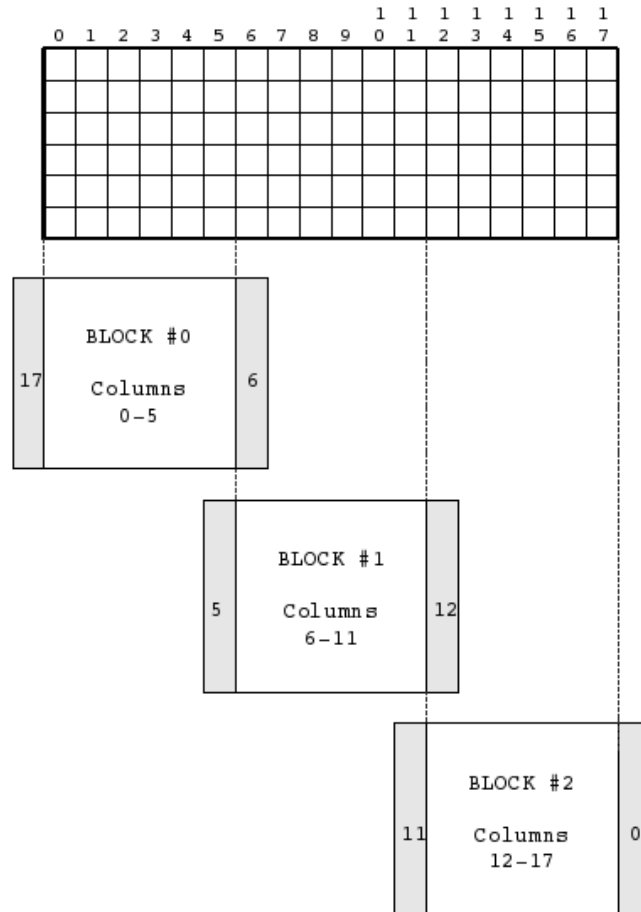 1 1 1 1 1 1 1 1
0 1 2 3 4 5 6 7 8 9 0 1 2 3 4 5 6 7
BLOCK #0
17 6
Columns
0-5
BLOCK #1
5 Columns 12
6-11
BLOCK #2
11 Columns 0
12-17